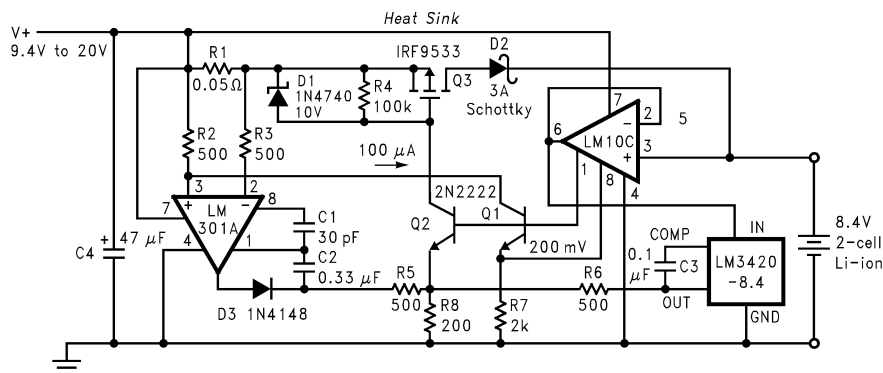 Heat Sink
V+
9.4V to 20V
R1
0.05Ω
D1
1N4740
10V
R4
100k
IRF9533
Q3
D2
3A
Schottky
7
2
5
6
LM10C
3
1
8
4
R2
500
R3
500
100 μA
3
2
7
8
LM
301A
4
1
C1
30 pF
C2
0.33 μF
C4
+
47 μF
2N2222
Q2
Q1
200 mV
COMP
IN
0.1
μF
C3
LM3420
-8.4
OUT
GND
8.4V
2-cell
Li-ion
D3 1N4148
R5
500
R8
200
R7
2k
R6
500